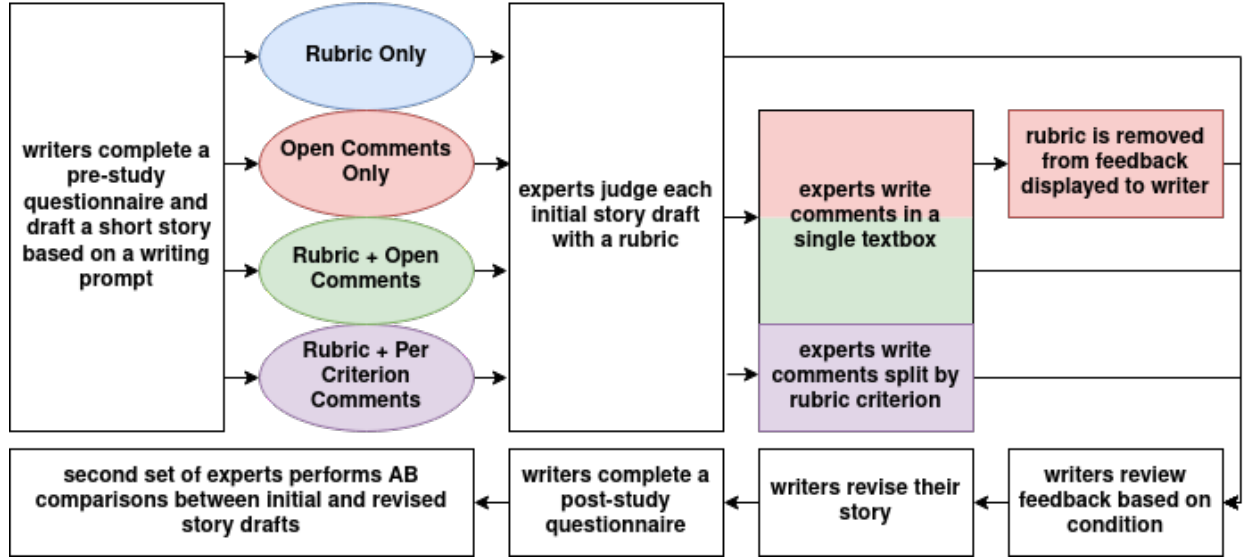 writers complete a
pre-study
questionnaire and
draft a short story
based on a writing
prompt
Rubric Only
Open Comments
Only
Rubric + Open
Comments
Rubric + Per
Criterion
Comments
experts judge each
initial story draft
with a rubric
experts write
comments in a
single textbox
experts write
comments split by
rubric criterion
rubric is removed
from feedback
displayed to writer
writers review
feedback based on
condition
writers revise their
story
writers complete a
post-study
questionnaire
second set of experts performs AB
comparisons between initial and revised
story drafts